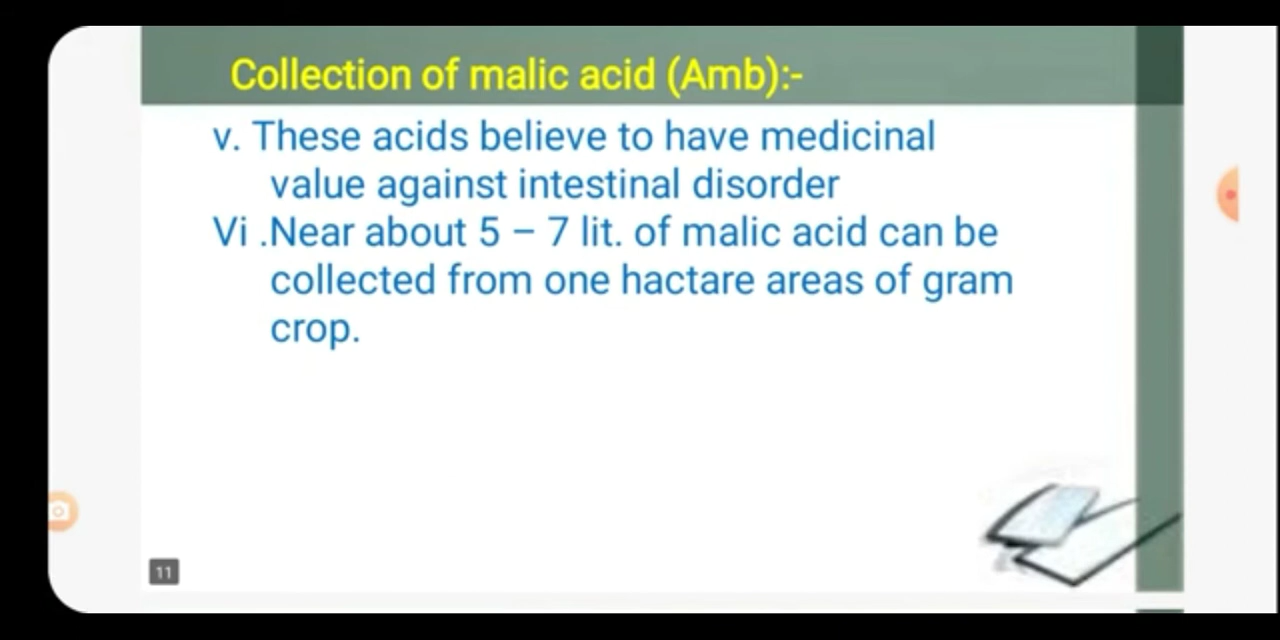 Collection of malic acid (Amb):-
v. These acids believe to have medicinal
value against intestinal disorder
Vi .Near about 5 – 7 lit. of malic acid can be
collected from one hactare areas of gram
crop.
11